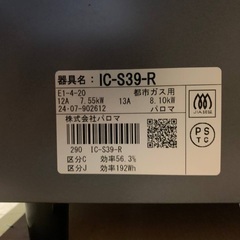 器具名：IC-S39-R
E1-4-20 都市ガス用
12A 7.55kW 13A 8.10kW
24・07-902612 パロマ
株式会社パロマ
290 IC-S39-R
区分C 効率56.3%
区分J 効率192Wh
PS
TC